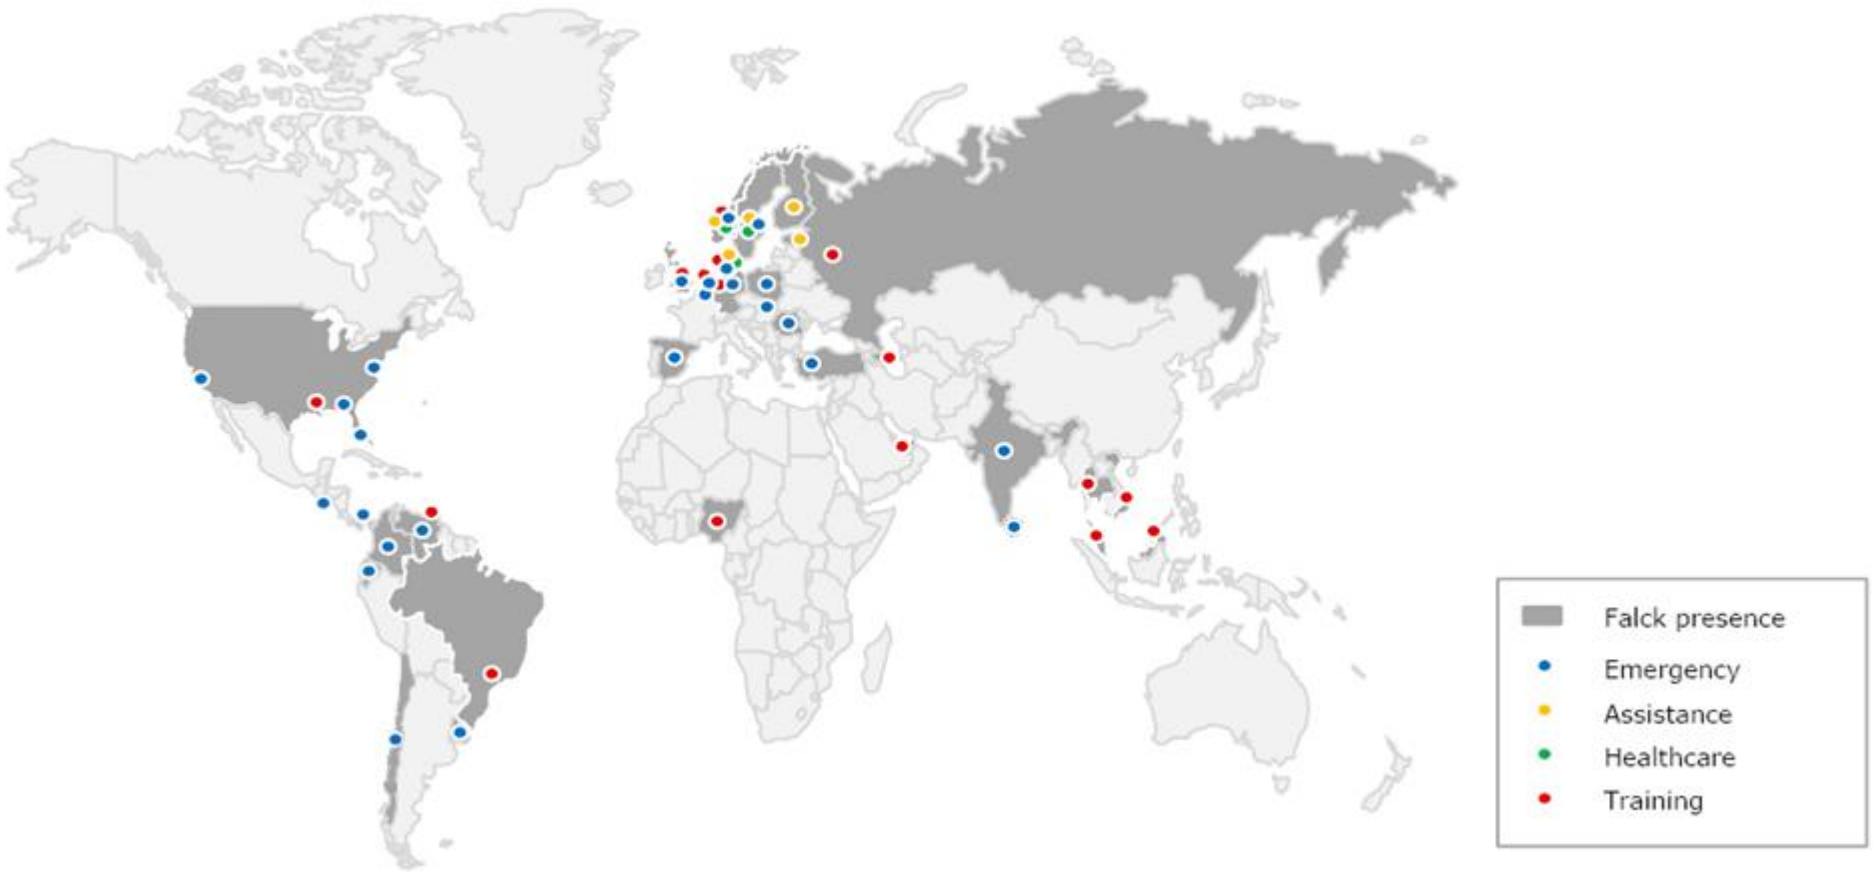 Falck presence
Emergency
Assistance
Healthcare
Training